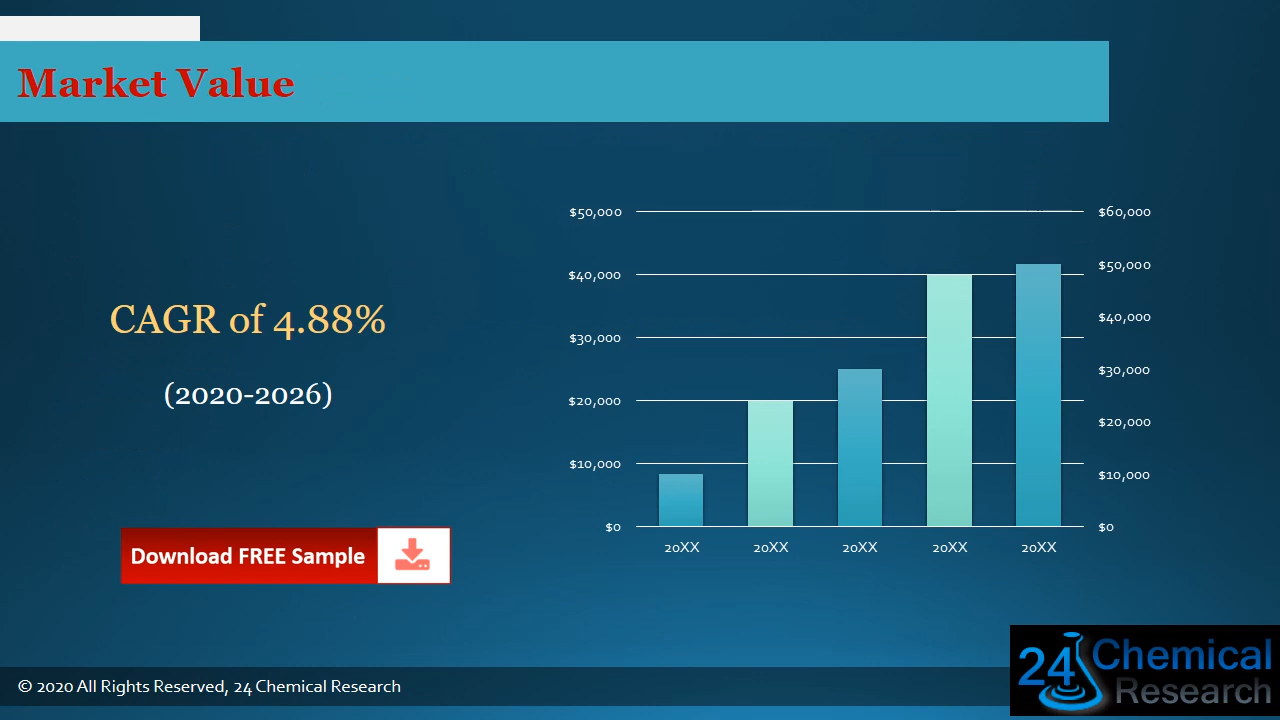 Market Value
CAGR of 4.88%
(2020-2026)
Download FREE Sample
$50,000
$40,000
$30,000
$20,000
$10,000
$0
$60,000
$50,000
$40,000
$30,000
$20,000
$10,000
$0
20XX 20XX 20XX 20XX 20XX
© 2020 All Rights Reserved, 24 Chemical Research
24 Chemical
Research